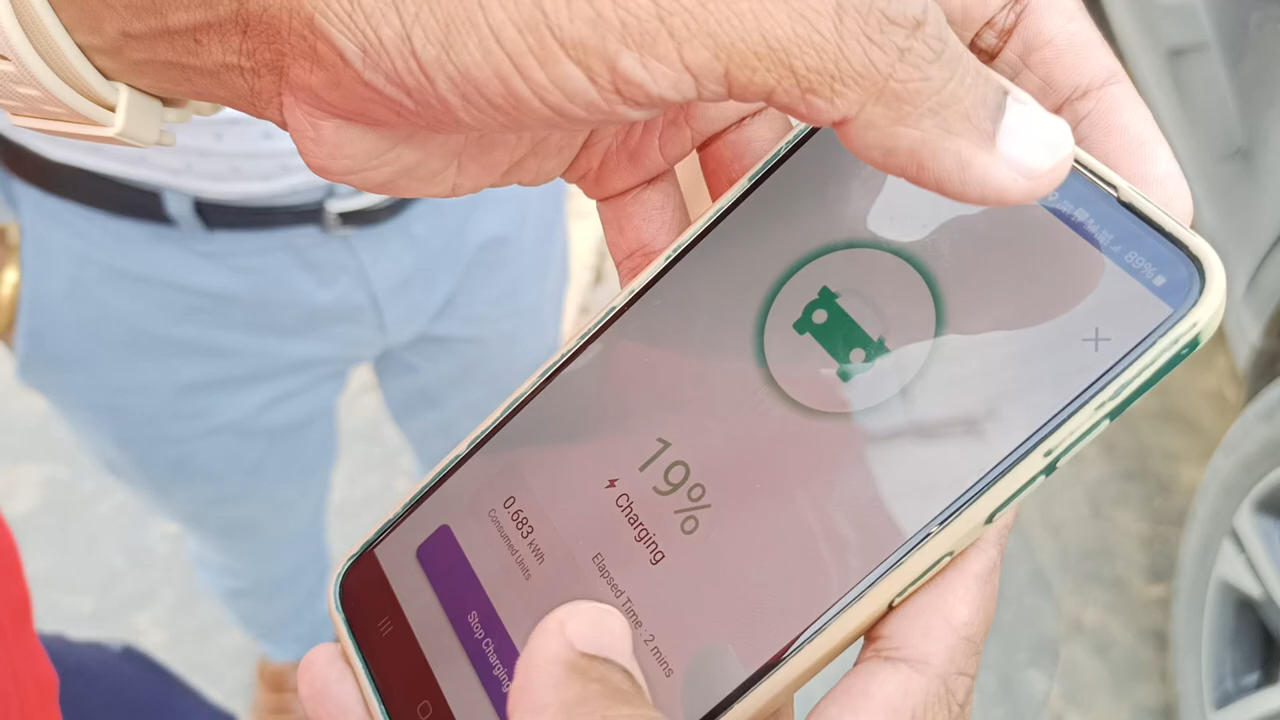 89%
19%
Charging
0.683 kWh
Consumed Units
Elapsed Time : 2 mins
Stop Charging